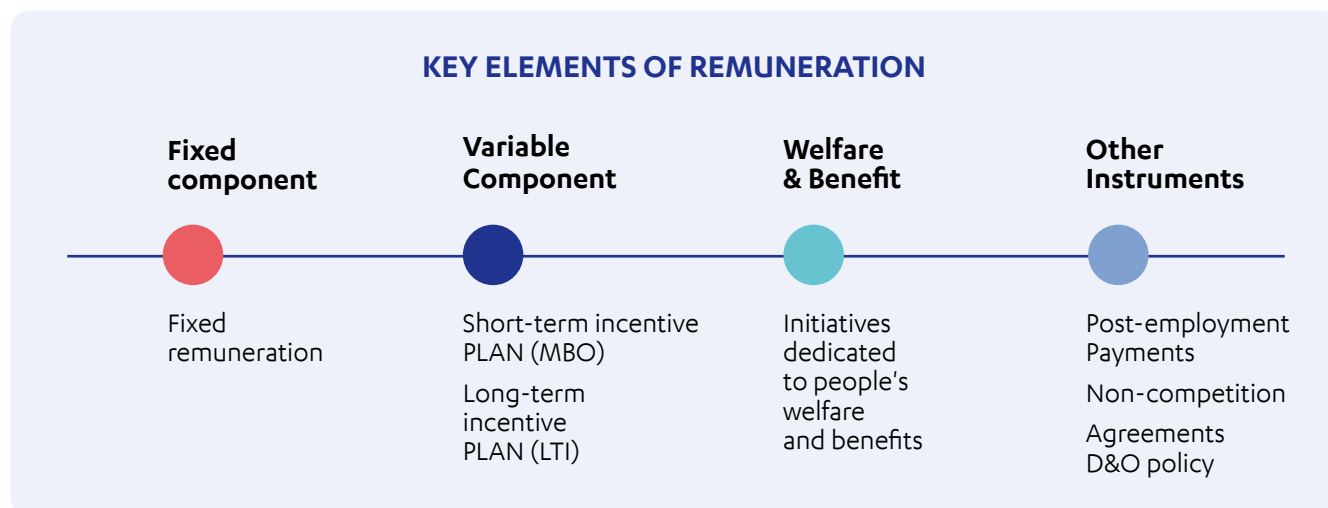 KEY ELEMENTS OF REMUNERATION
Fixed
component
Fixed
remuneration
Variable
Component
Short-term incentive
PLAN (MBO)
Long-term
incentive
PLAN (LTI)
Welfare
& Benefit
Initiatives
dedicated
to people's
welfare
and benefits
Other
Instruments
Post-employment
Payments
Non-competition
Agreements
D&O policy